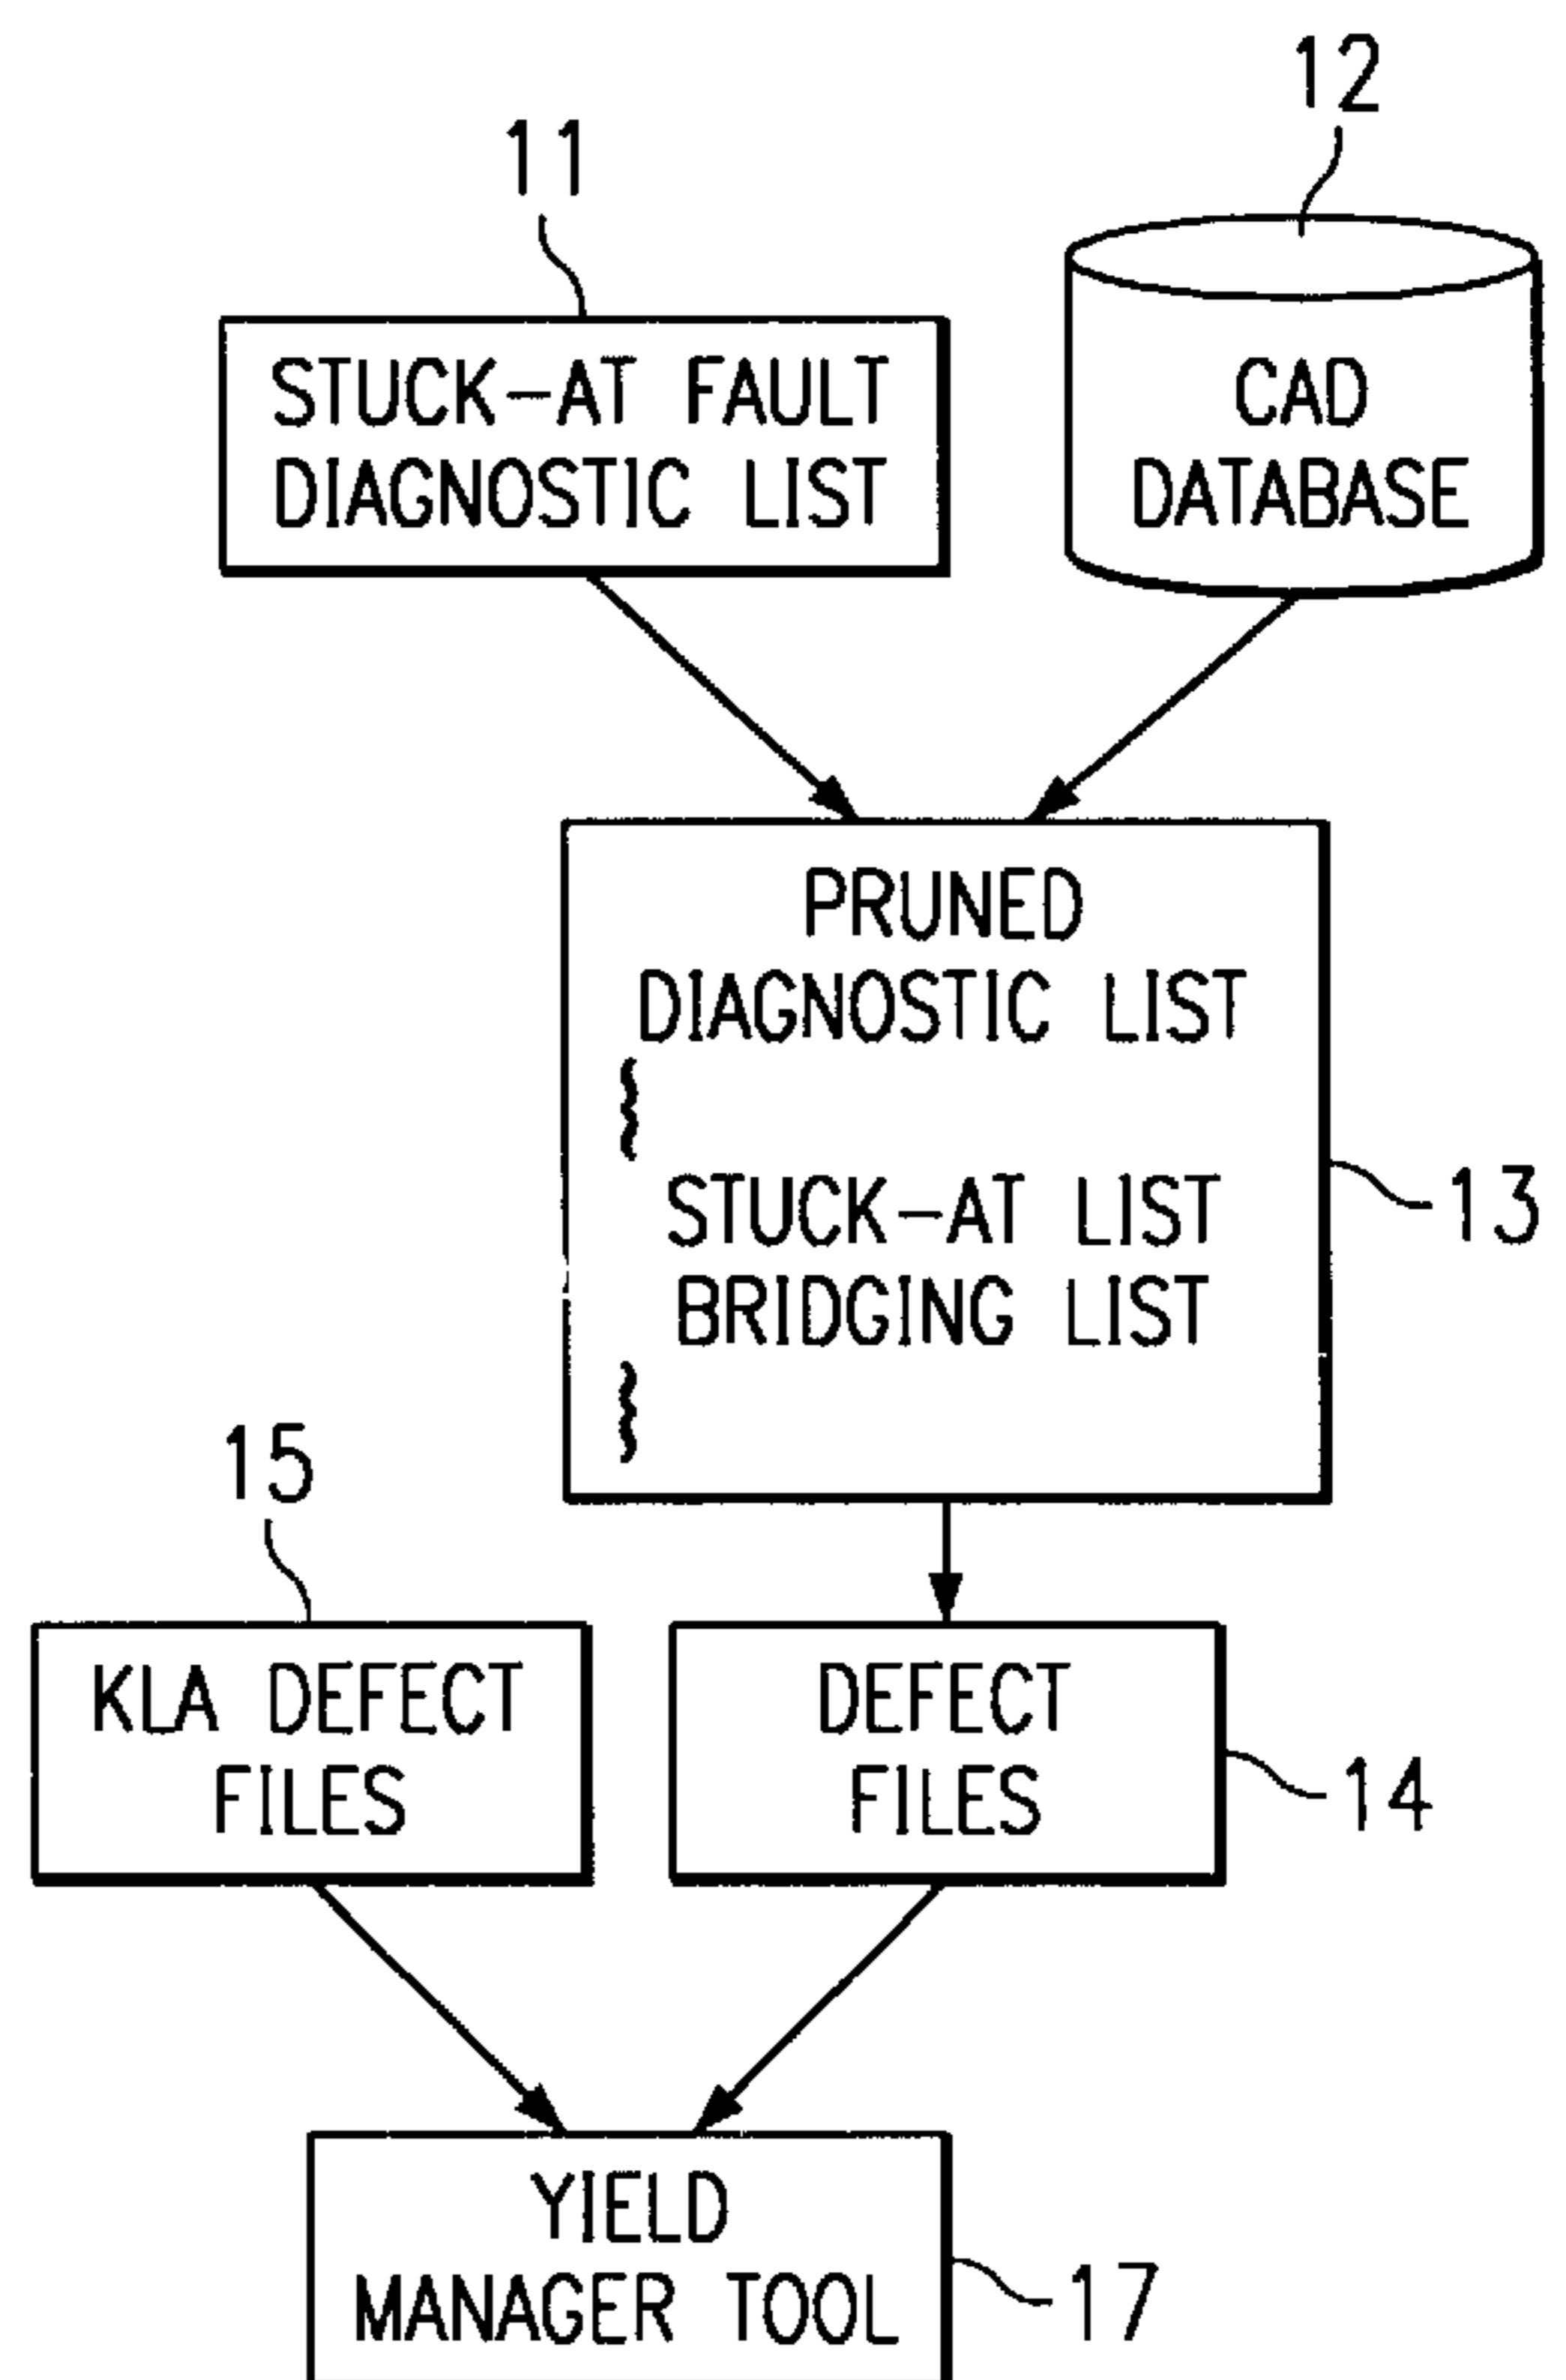 12
11
STUCK-AT FAULT
DIAGNOSTIC LIST
CAD
DATABASE
PRUNED
DIAGNOSTIC LIST
{
STUCK-AT LIST
BRIDGING LIST
}
13
15
KLA DEFECT
FILES
DEFECT
FILES
14
YIELD
MANAGER TOOL
17